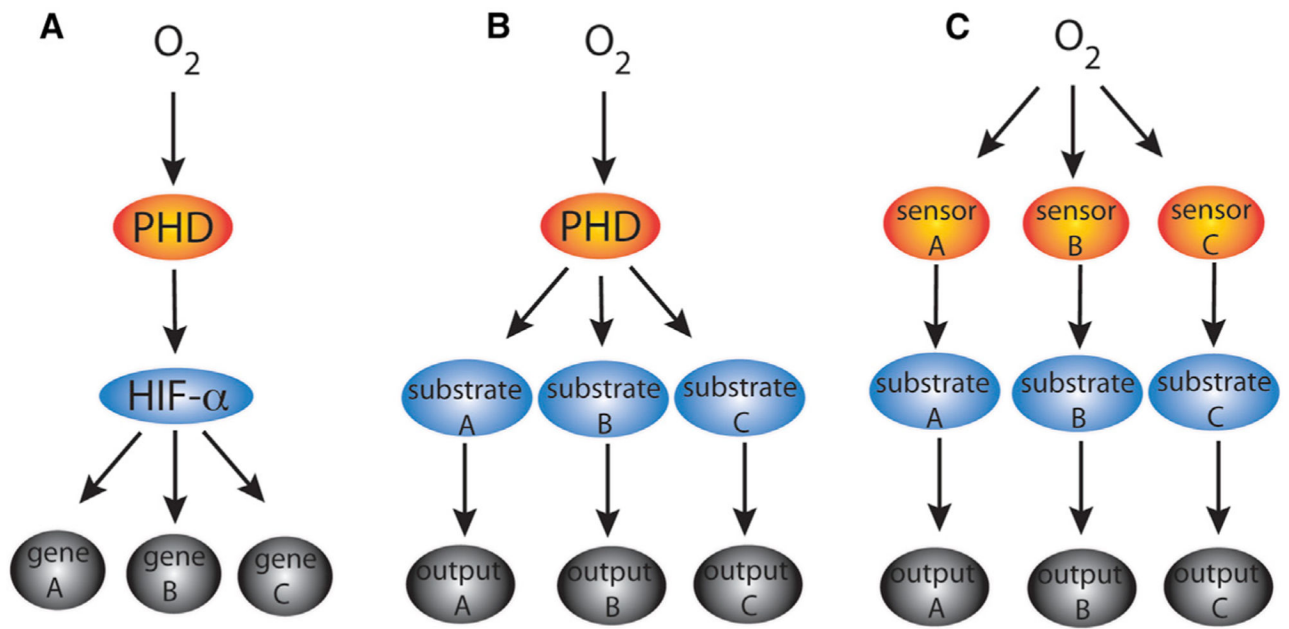 A
O₂
PHD
HIF-α
gene
A
gene
B
gene
C
B
O₂
PHD
substrate
A
substrate
B
substrate
C
output
A
output
B
output
C
C
O₂
sensor
A
sensor
B
sensor
C
substrate
A
substrate
B
substrate
C
output
A
output
B
output
C